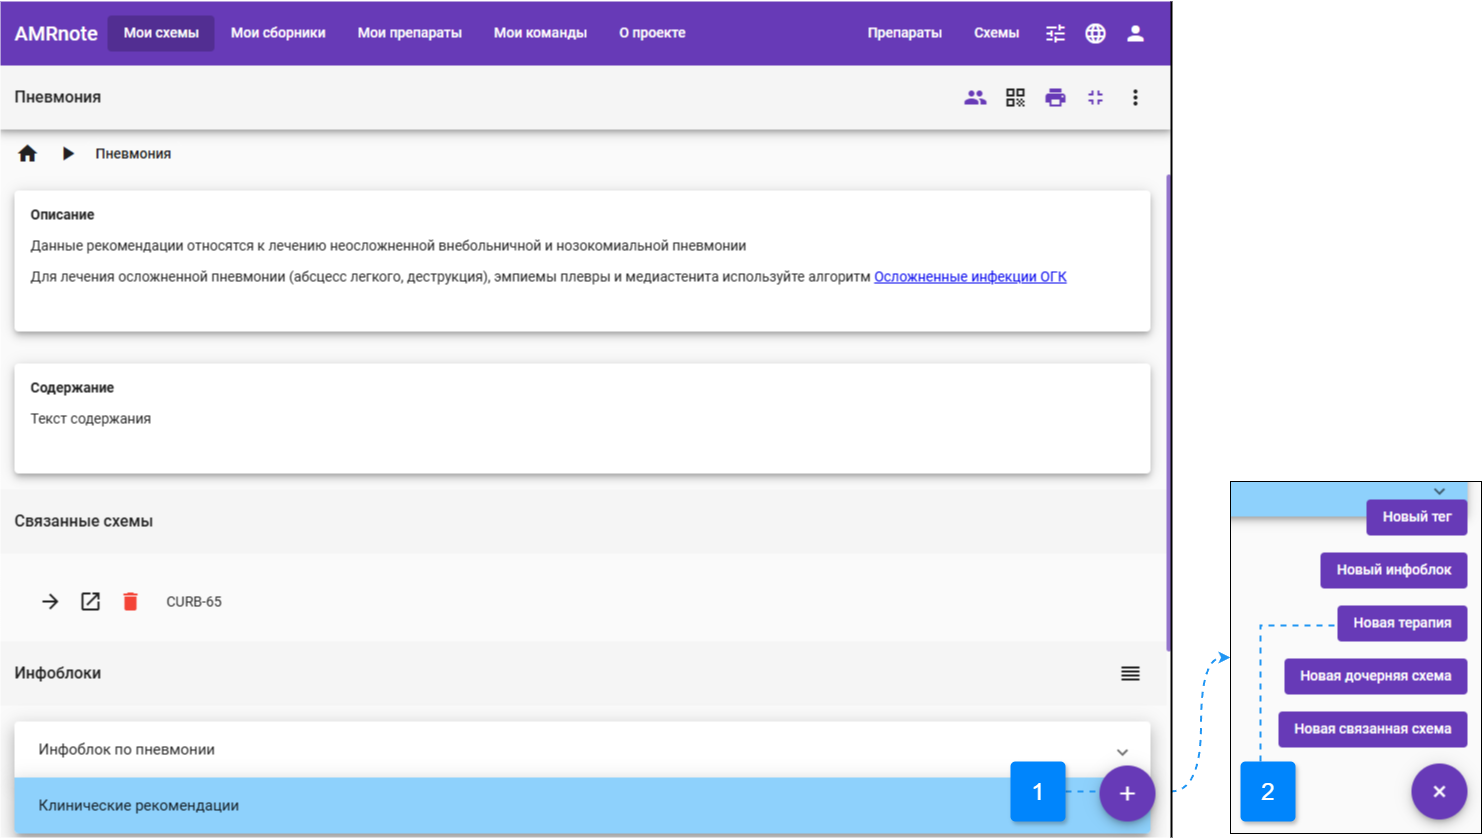 AMRnote Мои схемы Мои сборники Мои препараты Мои команды О проекте Препараты Схемы
Пневмония
Пневмония
Описание
Данные рекомендации относятся к лечению неосложненной внебольничной и нозокомиальной пневмонии
Для лечения осложненной пневмонии (абсцесс легкого, деструкция), эмпиемы плевры и медиастенита используйте алгоритм Осложненные инфекции ОГК
Содержание
Текст содержания
Связанные схемы
CURB-65
Инфоблоки
Инфоблок по пневмонии
Клинические рекомендации
1
+
Новый тег
Новый инфоблок
Новая терапия
Новая дочерняя схема
Новая связанная схема
2
×